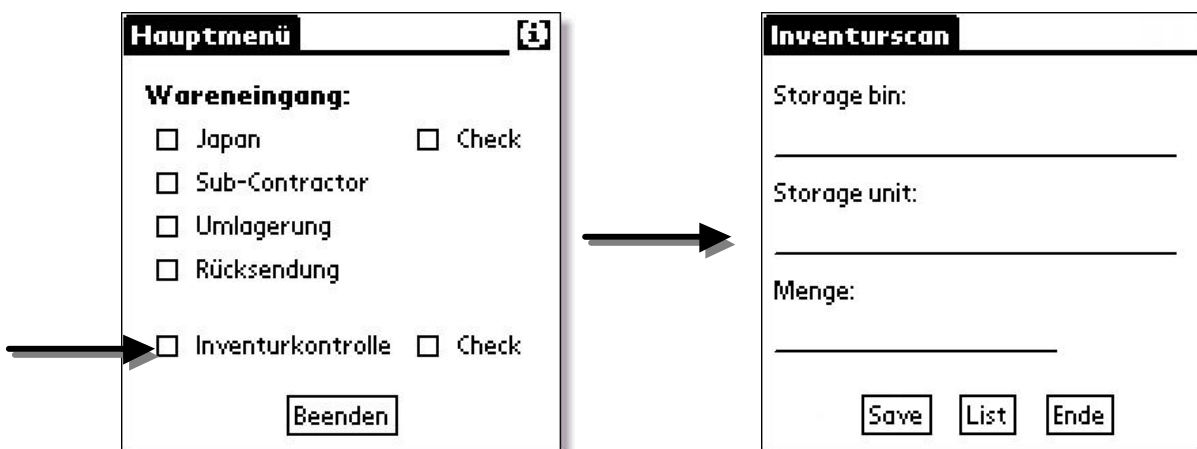 Hauptmenü
Wareneingang:
Japan Check
Sub-Contractor
Umlagerung
Rücksendung
Inventurkontrolle Check
Beenden
Inventurscan
Storage bin:
Storage unit:
Menge:
Save List Ende